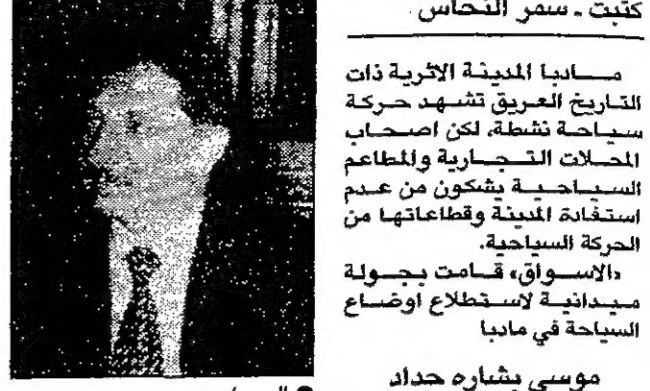 كتبت ـ سمر النحاس
مـــادبا المدينـة الاثرية ذات
التاريخ العريق تشهد حركة
سياحة نشطة، لكن اصحاب
المحلات التجارية والمطاعم
السياحية يشكون من عدم
استفادة المدينة وقطاعاتها من
الحركة السياحية.
«الاسواق» قامت بجولة
ميدانية لاستطلاع اوضاع
السياحة في مادبا
موسى بشاره حداد